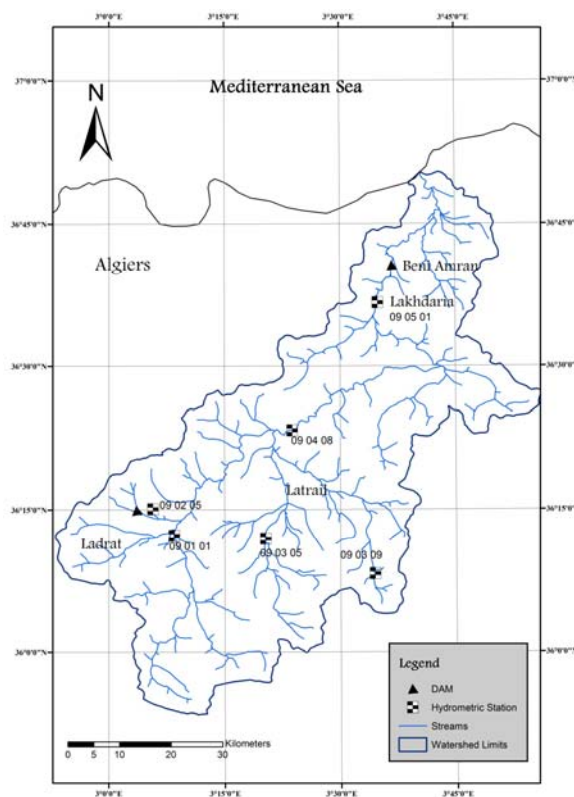 3°0'0"E 3°15'0"E 3°30'0"E 3°45'0"E
37°0'0"N 37°0'0"N
Mediterranean Sea
N
36°45'0"N 36°45'0"N
Algiers
Beni Amran
Lakhdaria
09 05 01
36°30'0"N 36°30'0"N
09 04 08
Latrail
36°15'0"N 36°15'0"N
09 02 05
Ladrat
09 01 01
09 03 05
09 03 09
36°0'0"N 36°0'0"N
Legend
DAM
Hydrometric Station
Streams
Watershed Limits
Kilometers
0 5 10 20 30
3°0'0"E 3°15'0"E 3°30'0"E 3°45'0"E